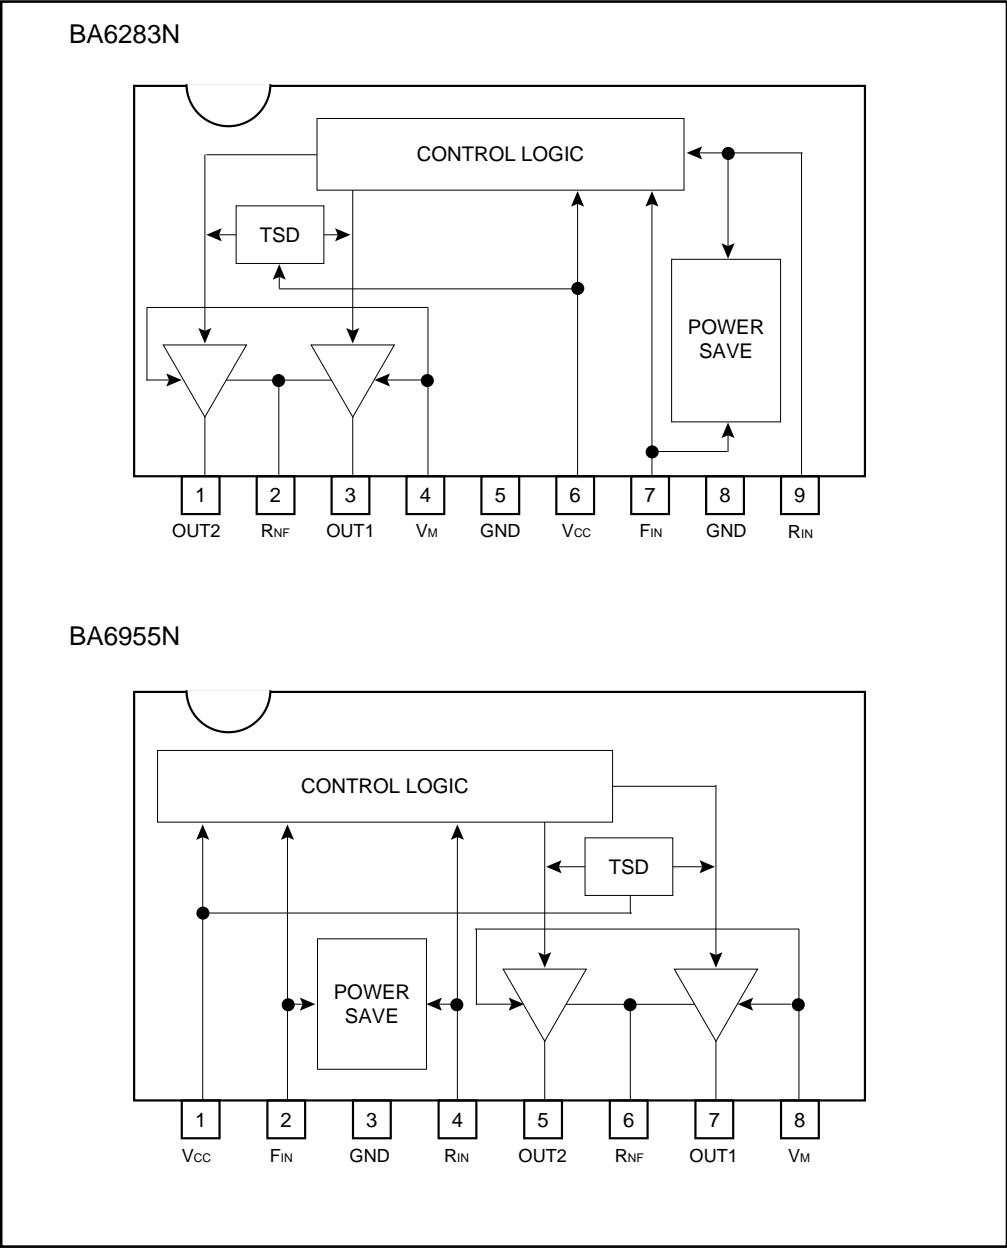 BA6283N
CONTROL LOGIC
TSD
POWER
SAVE
1 2 3 4 5 6 7 8 9
OUT2 RNF OUT1 VM GND VCC FIN GND RIN
BA6955N
CONTROL LOGIC
TSD
POWER
SAVE
1 2 3 4 5 6 7 8
VCC FIN GND RIN OUT2 RNF OUT1 VM